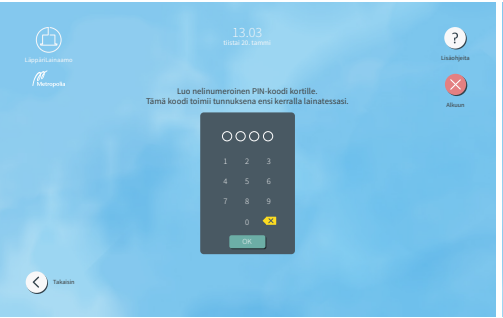 13.03
tiistai 20. tammi
LäppäriLainaamo
Metropolia
?
Lisäohjeita
Alkuun
Luo nelinumeroinen PIN-koodi kortille.
Tämä koodi toimii tunnuksena ensi kerralla lainatessasi.
1 2 3
4 5 6
7 8 9
0
OK
Takaisin